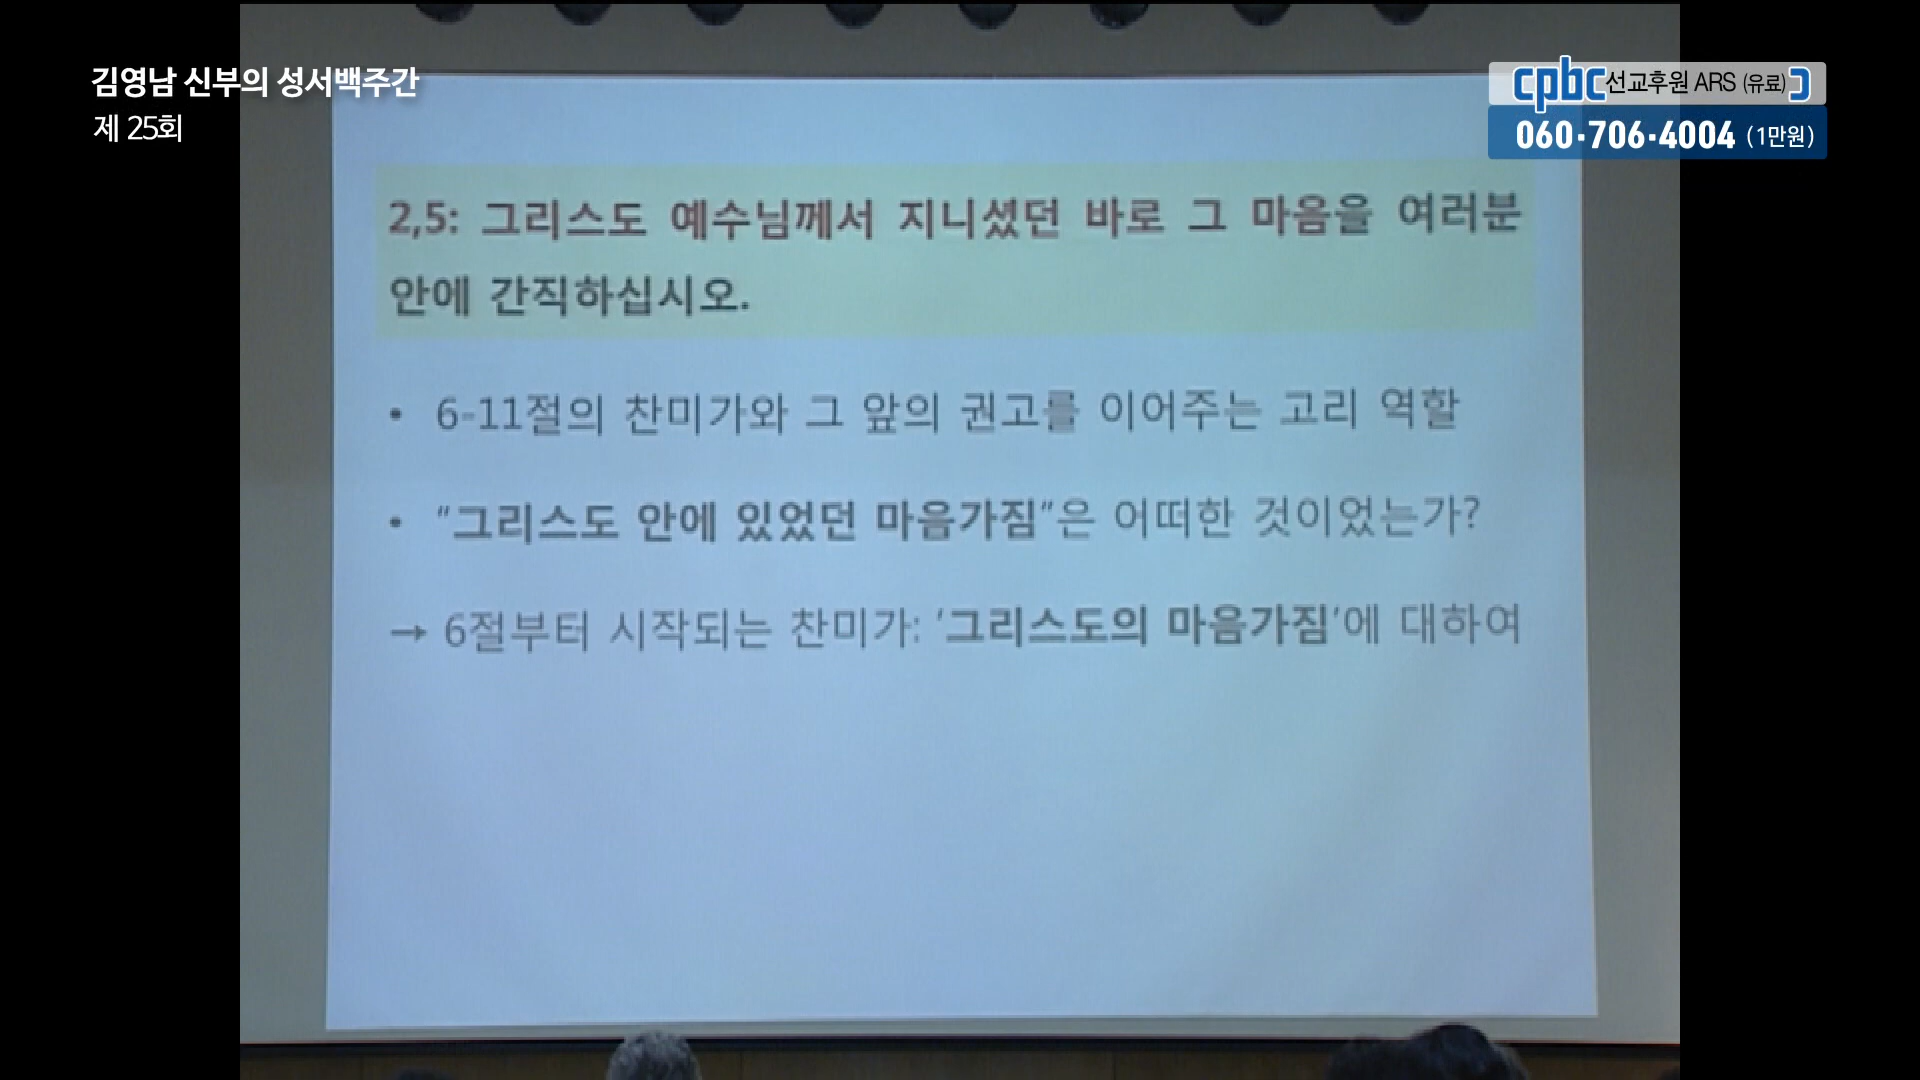 김영남 신부의 성서백주간
제 25회
cpbc 선교후원 ARS (유료)
060·706·4004 (1만원)
2,5: 그리스도 예수님께서 지니셨던 바로 그 마음을 여러분
안에 간직하십시오.
• 6-11절의 찬미가와 그 앞의 권고를 이어주는 고리 역할
• “그리스도 안에 있었던 마음가짐”은 어떠한 것이었는가?
→ 6절부터 시작되는 찬미가: ‘그리스도의 마음가짐’에 대하여